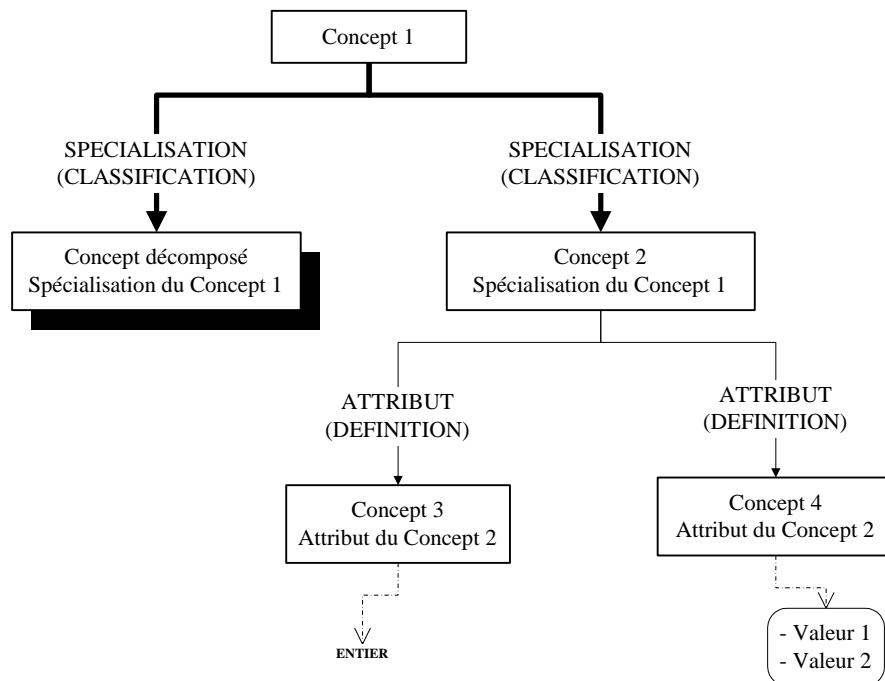 Concept 1
SPECIALISATION
(CLASSIFICATION)
SPECIALISATION
(CLASSIFICATION)
Concept décomposé
Spécialisation du Concept 1
Concept 2
Spécialisation du Concept 1
ATTRIBUT
(DEFINITION)
ATTRIBUT
(DEFINITION)
Concept 3
Attribut du Concept 2
Concept 4
Attribut du Concept 2
ENTIER
- Valeur 1
- Valeur 2